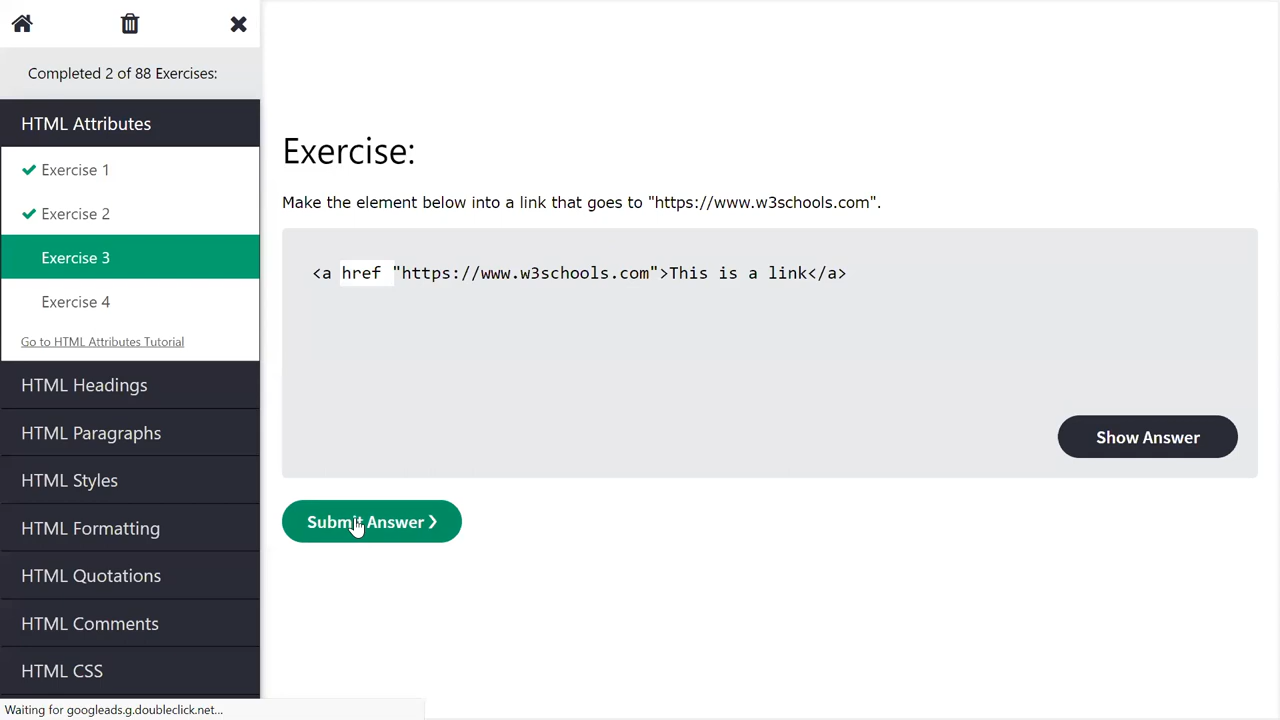 Completed 2 of 88 Exercises:
HTML Attributes
Exercise 1
Exercise 2
Exercise 3
Exercise 4
Go to HTML Attributes Tutorial
HTML Headings
HTML Paragraphs
HTML Styles
HTML Formatting
HTML Quotations
HTML Comments
HTML CSS
Waiting for googleads.g.doubleclick.net...
Exercise:
Make the element below into a link that goes to "https://www.w3schools.com".
<a href "https://www.w3schools.com">This is a link</a>
Show Answer
Submit Answer ❯